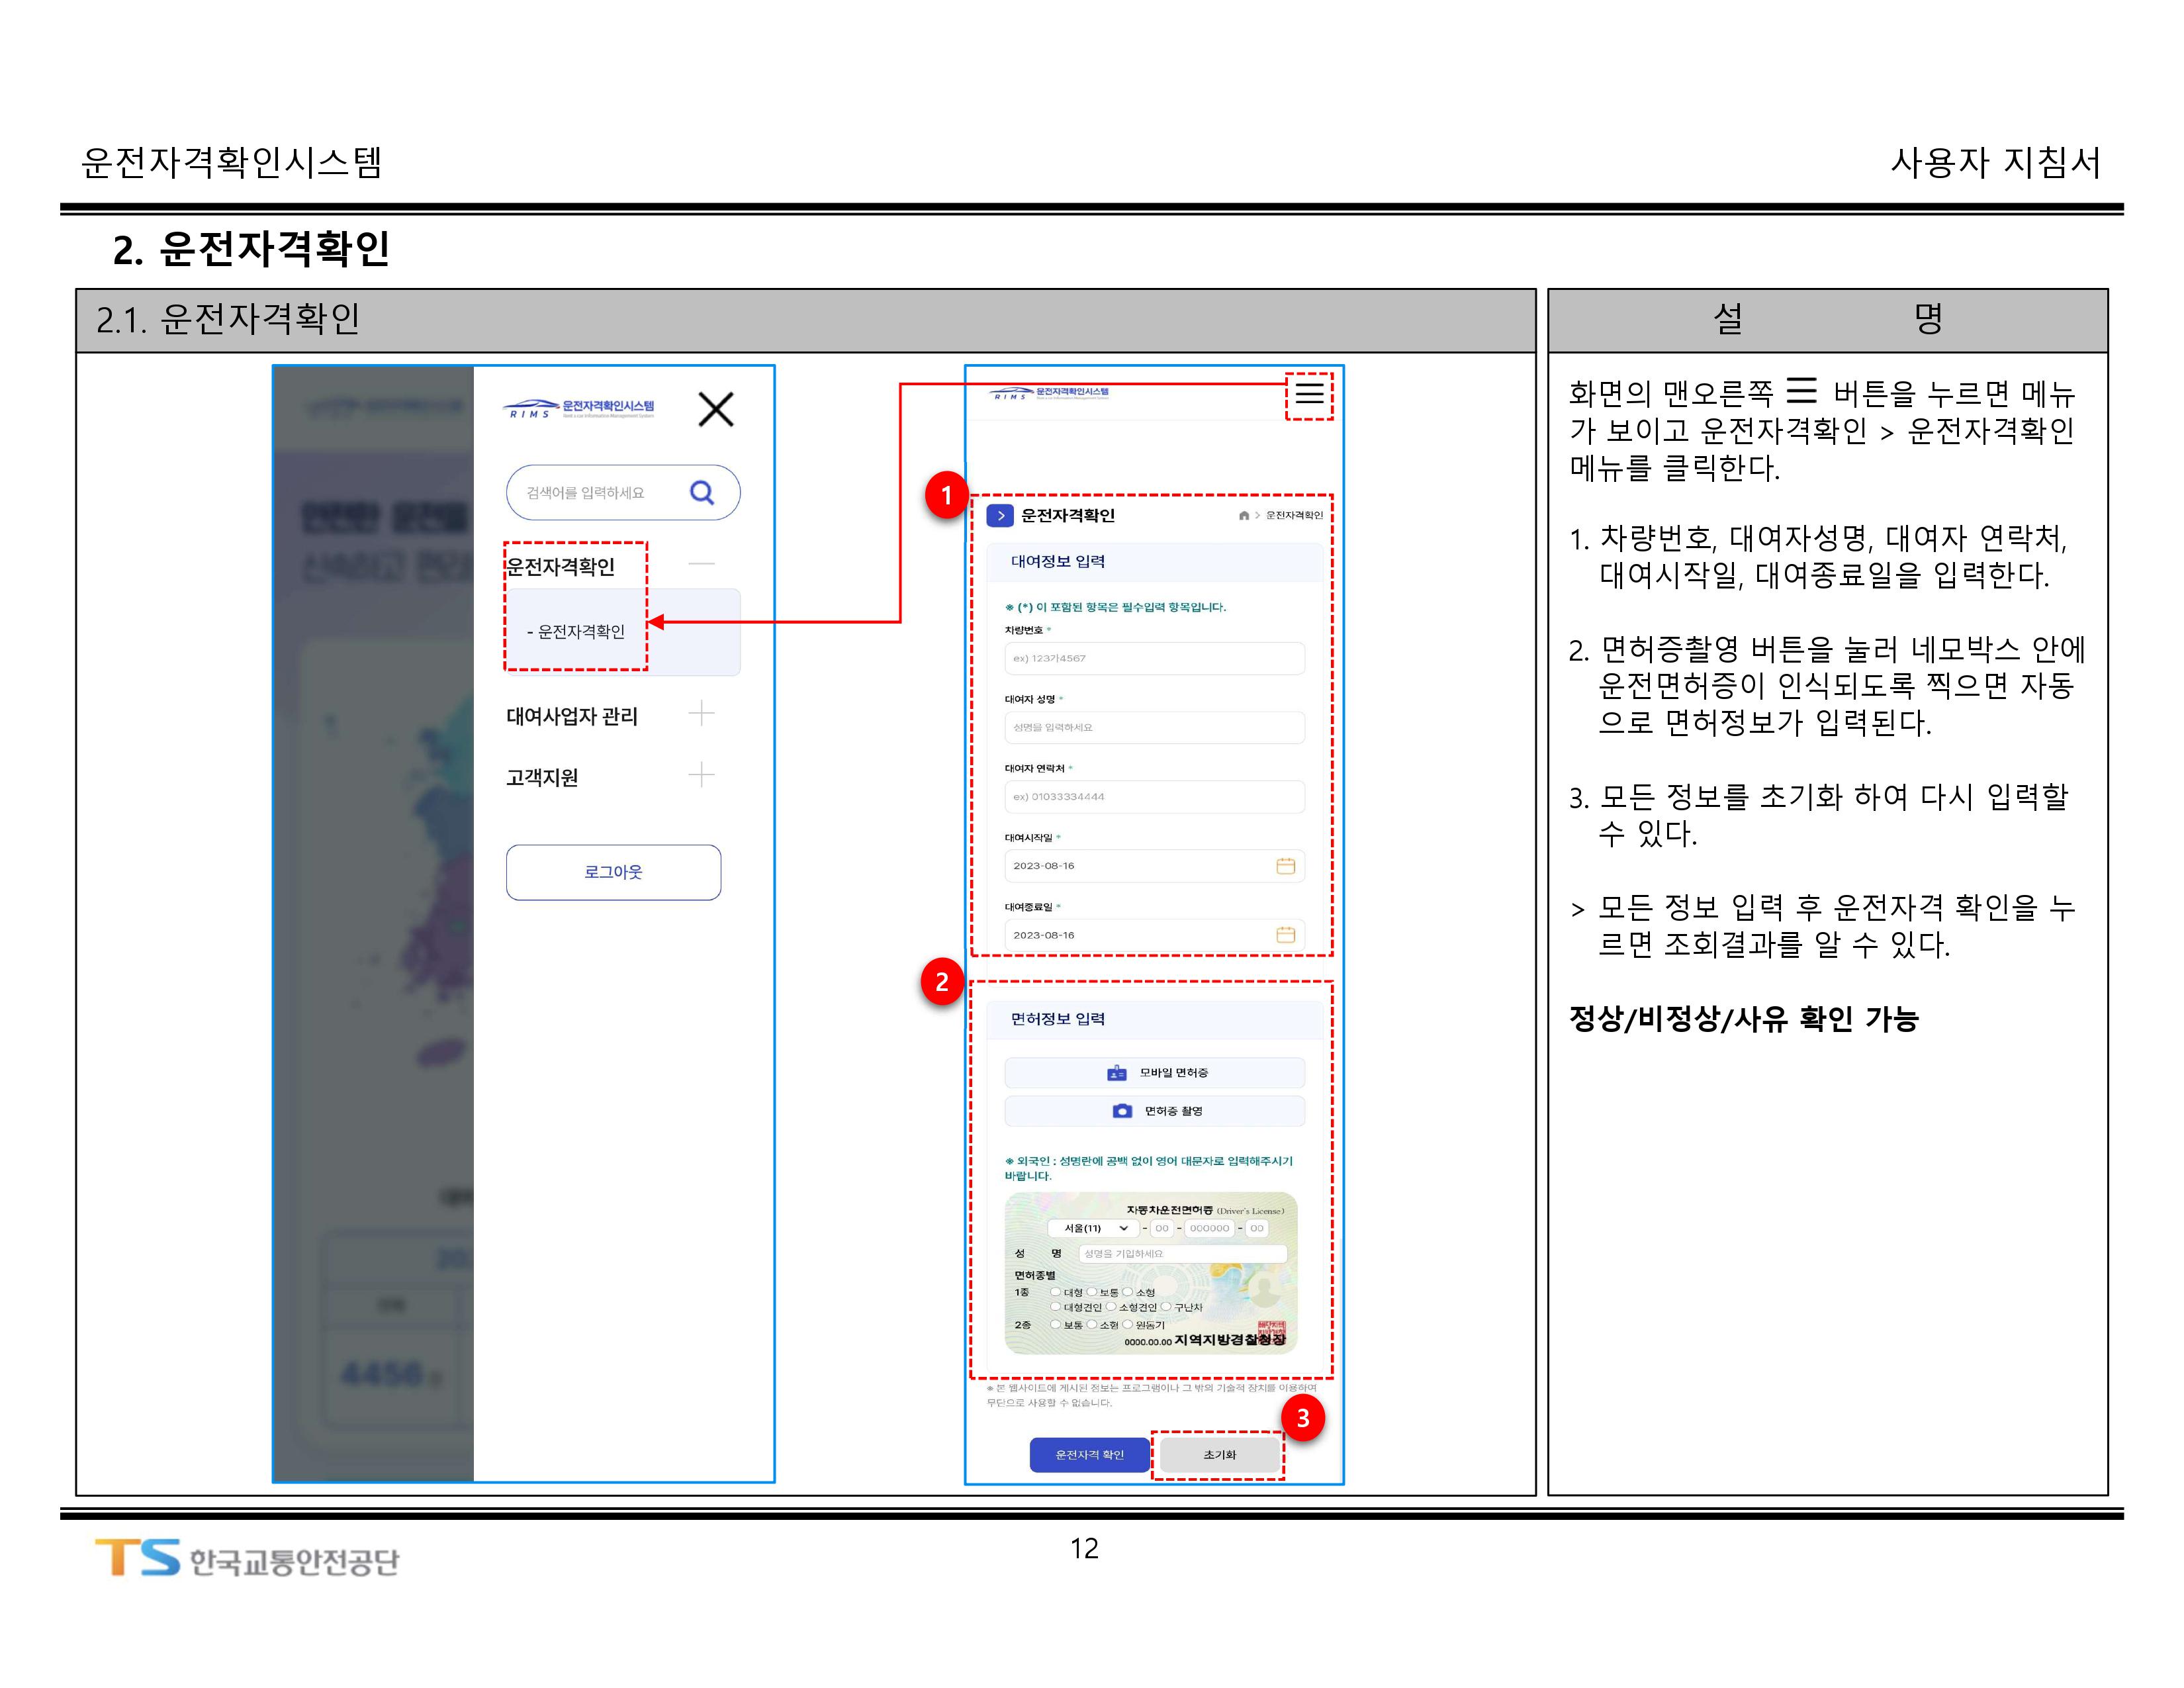 운전자격확인시스템
사용자 지침서
2. 운전자격확인
2.1. 운전자격확인
설 명
RIMS 운전자격확인시스템
검색어를 입력하세요
운전자격확인
- 운전자격확인
대여사업자 관리
고객지원
로그아웃
RIMS 운전자격확인시스템
1
운전자격확인
> 운전자격확인
대여정보 입력
※ (*) 이 포함된 항목은 필수입력 항목입니다.
차량번호 *
ex) 123가4567
대여자 성명 *
성명을 입력하세요
대여자 연락처 *
ex) 01033334444
대여시작일 *
2023-08-16
대여종료일 *
2023-08-16
2
면허정보 입력
모바일 면허증
면허증 촬영
※ 외국인 : 성명란에 공백 없이 영어 대문자로 입력해주시기
바랍니다.
자동차운전면허증 (Driver's License)
서울(11) - 00 - 000000 - 00
성 명 성명을 기입하세요
면허종별
1종 대형 보통 소형
대형견인 소형견인 구난차
2종 보통 소형 원동기
0000.00.00 지역지방경찰청장
※ 본 웹사이트에 게시된 정보는 프로그램이나 그 밖의 기술적 장치를 이용하여
무단으로 사용할 수 없습니다.
3
운전자격 확인
초기화
화면의 맨오른쪽 ☰ 버튼을 누르면 메뉴
가 보이고 운전자격확인 > 운전자격확인
메뉴를 클릭한다.
1. 차량번호, 대여자성명, 대여자 연락처,
대여시작일, 대여종료일을 입력한다.
2. 면허증촬영 버튼을 눌러 네모박스 안에
운전면허증이 인식되도록 찍으면 자동
으로 면허정보가 입력된다.
3. 모든 정보를 초기화 하여 다시 입력할
수 있다.
> 모든 정보 입력 후 운전자격 확인을 누
르면 조회결과를 알 수 있다.
정상/비정상/사유 확인 가능
TS 한국교통안전공단
12